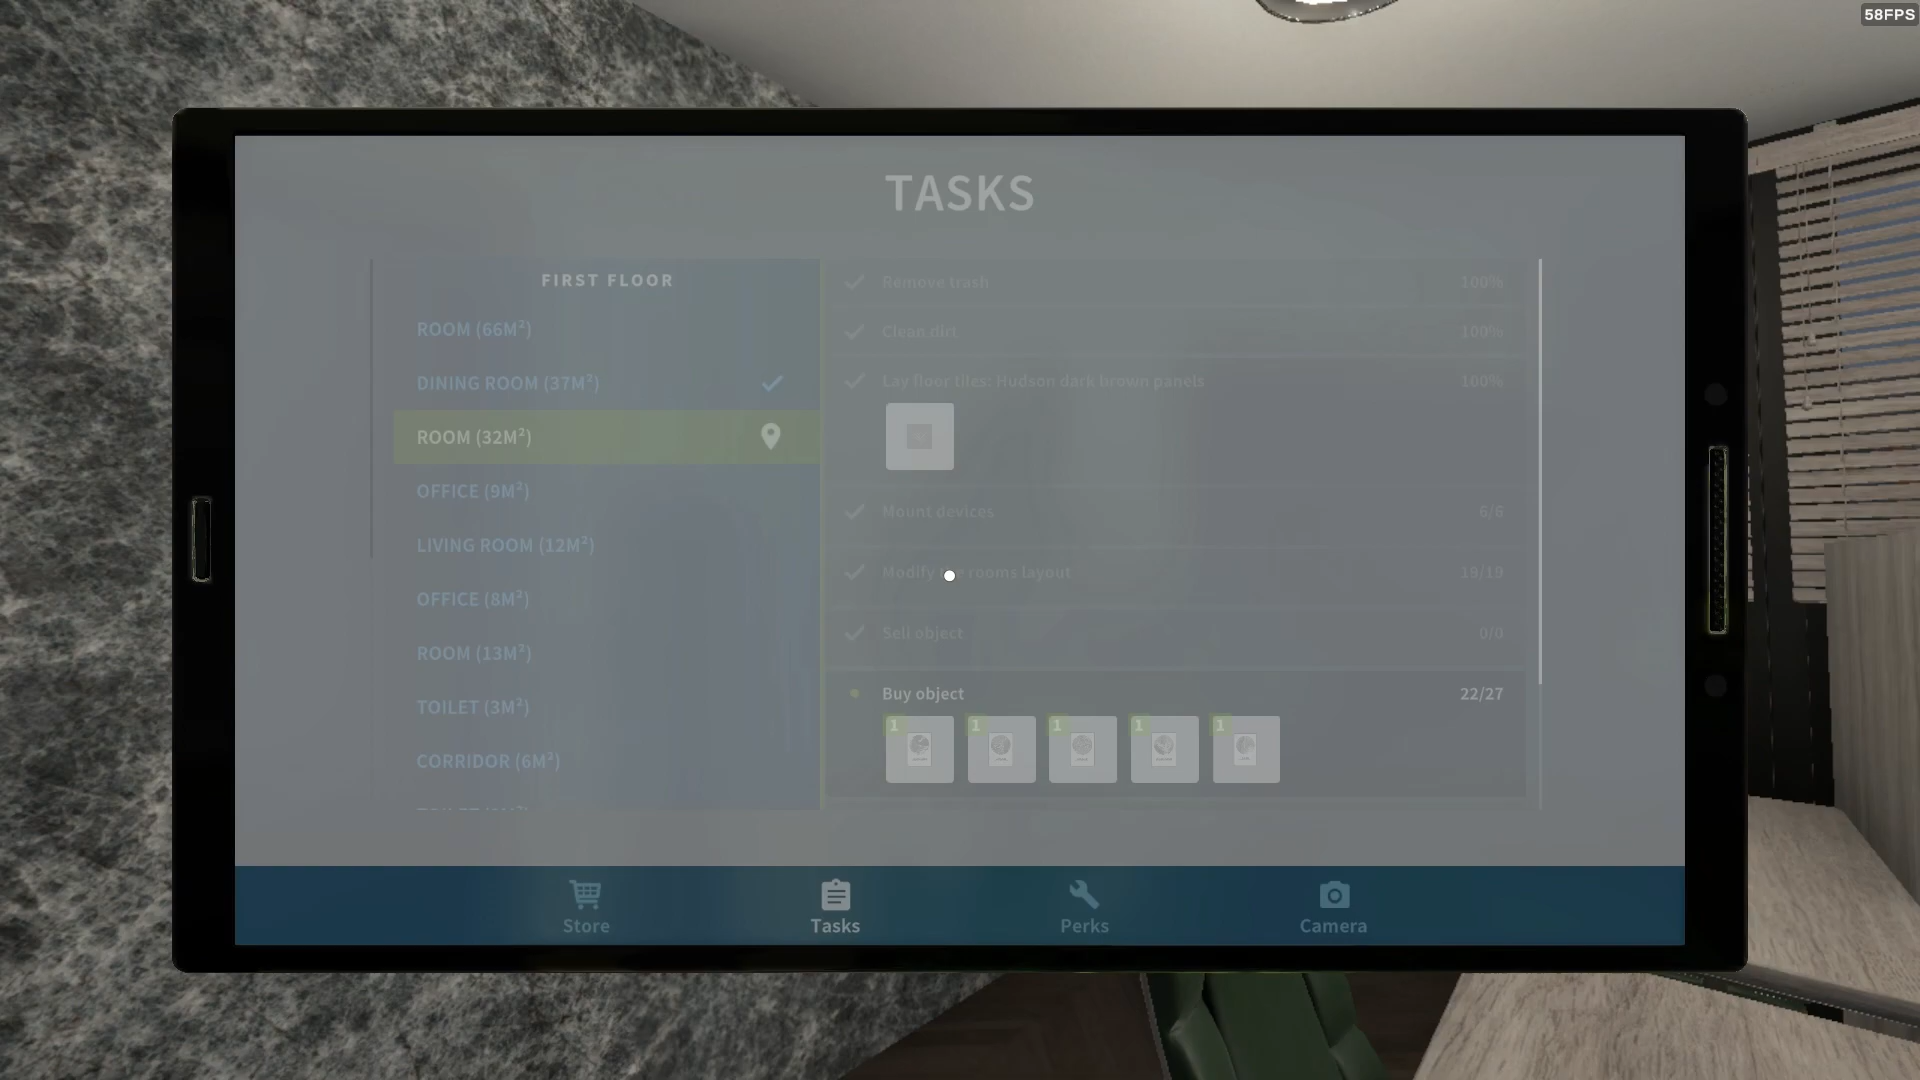 58FPS
TASKS
FIRST FLOOR
ROOM (66M²)
DINING ROOM (37M²)
ROOM (32M²)
OFFICE (9M²)
LIVING ROOM (12M²)
OFFICE (8M²)
ROOM (13M²)
TOILET (3M²)
CORRIDOR (6M²)
Remove trash 100%
Clean dirt 100%
Lay floor tiles: Hudson dark brown panels 100%
Mount devices 6/6
Modify the rooms layout 19/19
Sell object 0/0
Buy object 22/27
1 1 1 1 1
Store Tasks Perks Camera